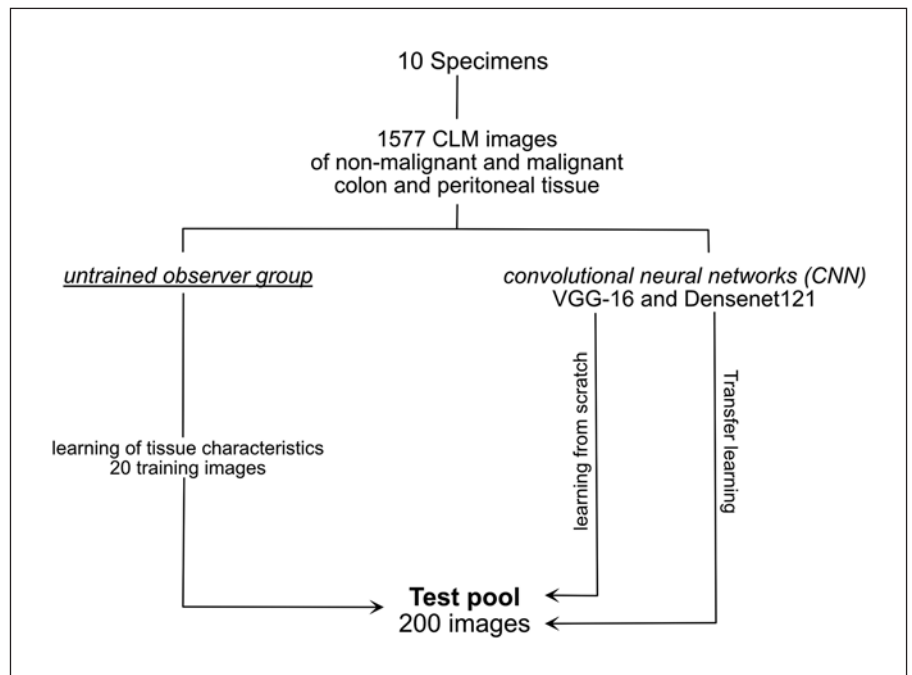 10 Specimens
1577 CLM images
of non-malignant and malignant
colon and peritoneal tissue
untrained observer group
convolutional neural networks (CNN)
VGG-16 and Densenet121
learning of tissue characteristics
20 training images
learning from scratch
Transfer learning
Test pool
200 images